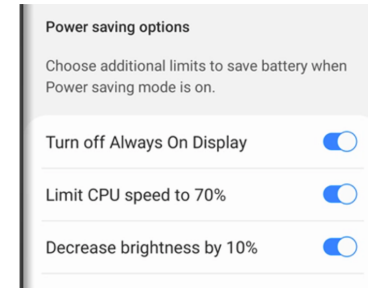 Power saving options
Choose additional limits to save battery when
Power saving mode is on.
Turn off Always On Display
Limit CPU speed to 70%
Decrease brightness by 10%